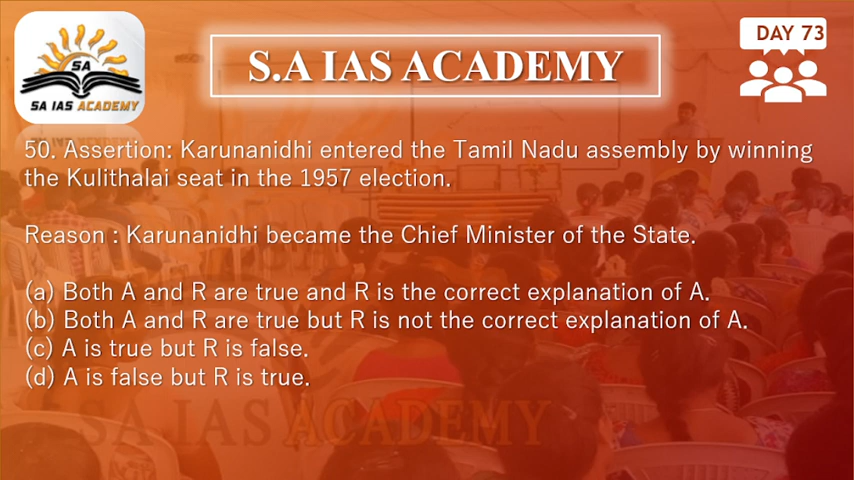 DAY 73
S.A IAS ACADEMY
SA
SA IAS ACADEMY
50. Assertion: Karunanidhi entered the Tamil Nadu assembly by winning
the Kulithalai seat in the 1957 election.
Reason : Karunanidhi became the Chief Minister of the State.
(a) Both A and R are true and R is the correct explanation of A.
(b) Both A and R are true but R is not the correct explanation of A.
(c) A is true but R is false.
(d) A is false but R is true.
SA IAS ACADEMY